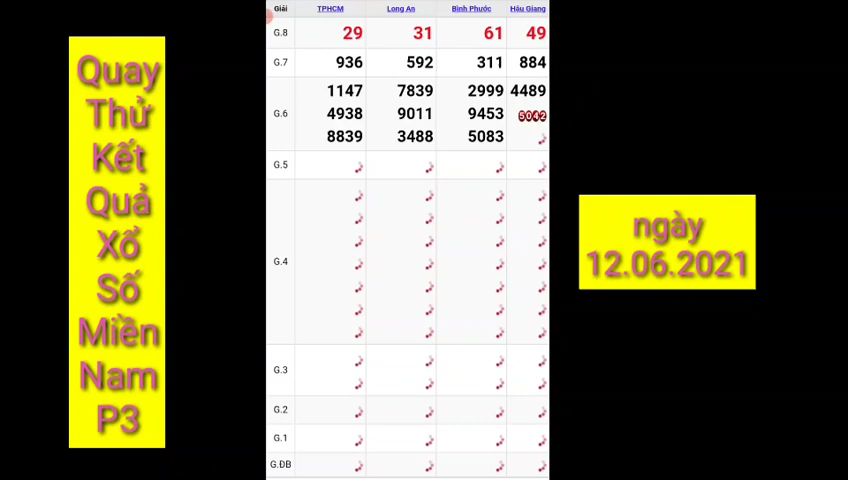 Quay
Thử
Kết
Quả
Xổ
Số
Miền
Nam
P3
Giải TPHCM Long An Bình Phước Hậu Giang
G.8 29 31 61 49
G.7 936 592 311 884
1147 7839 2999 4489
G.6 4938 9011 9453 5042
8839 3488 5083
G.5
G.4
G.3
G.2
G.1
G.ĐB
ngày
12.06.2021